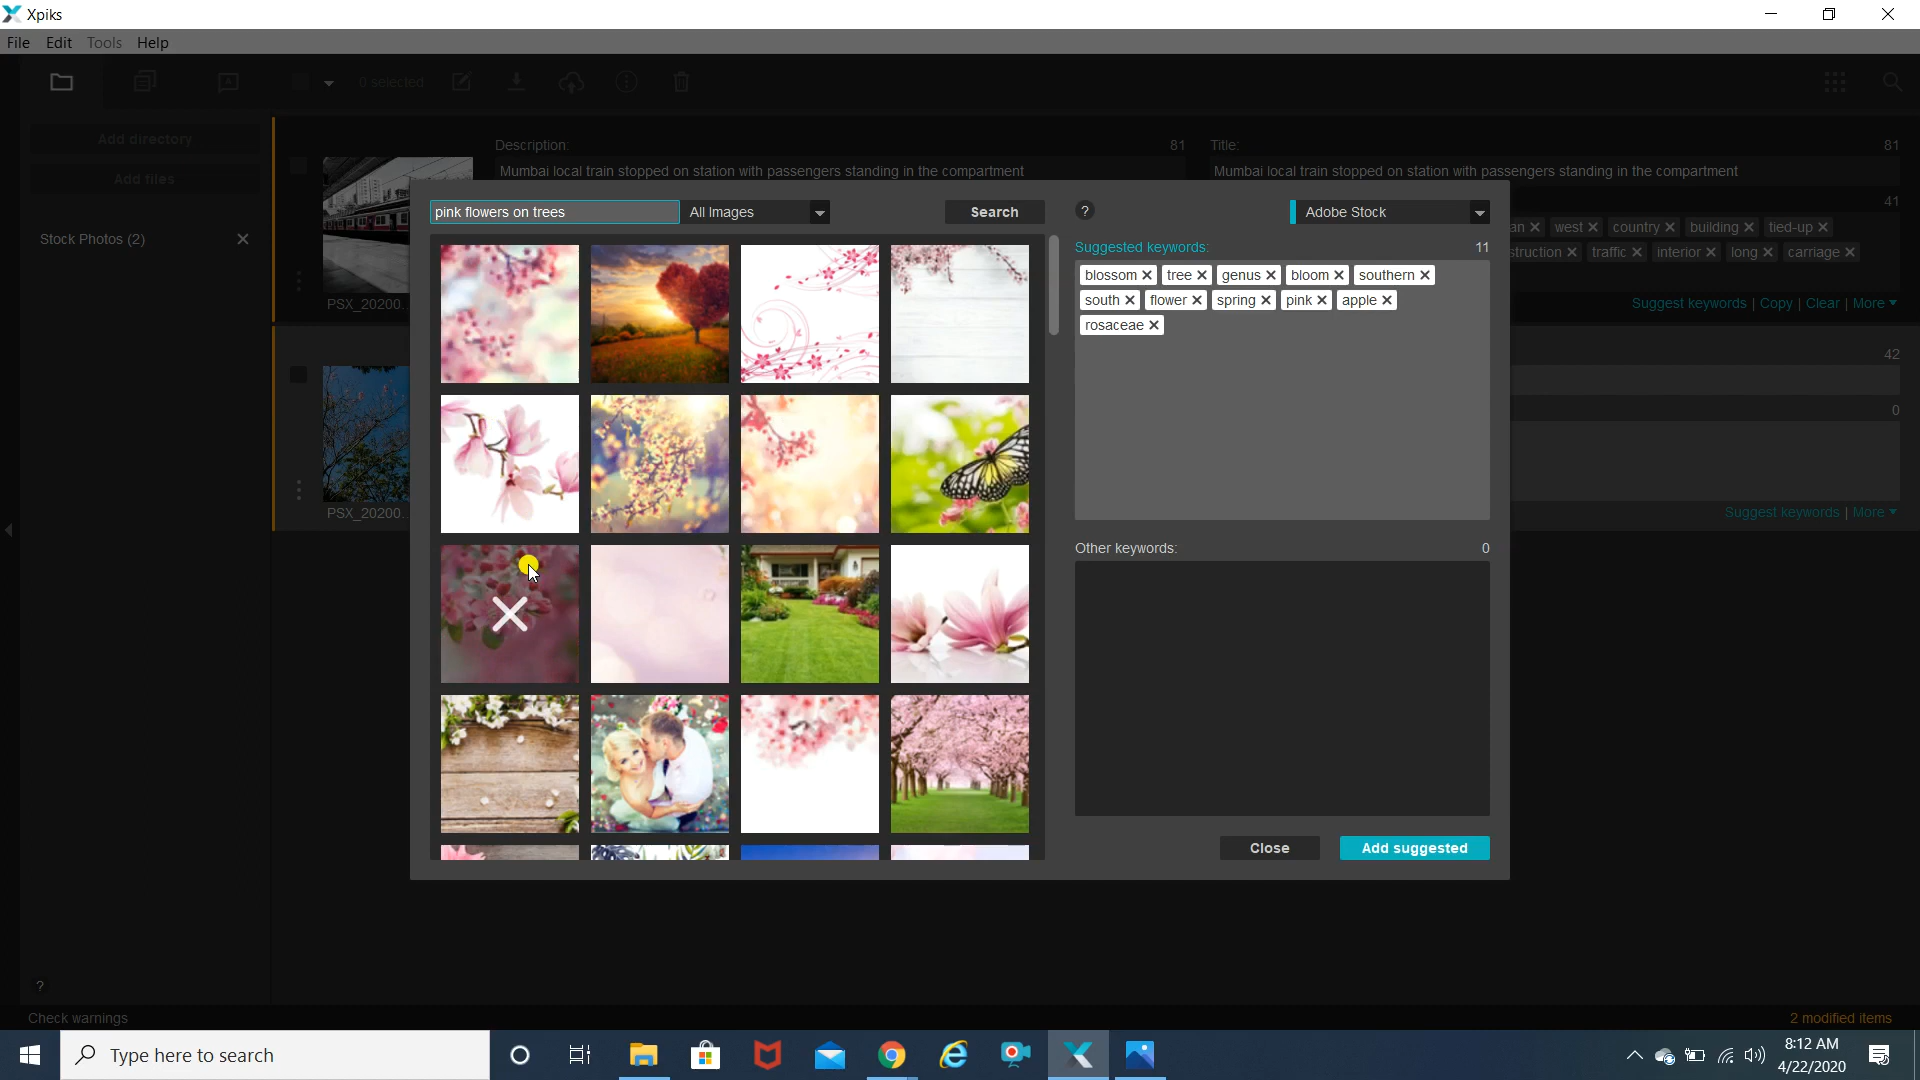 Xpiks
File Edit Tools Help
0 selected
Add directory
Add files
Stock Photos (2)
Description: 81
Mumbai local train stopped on station with passengers standing in the compartment
Title: 81
Mumbai local train stopped on station with passengers standing in the compartment
41
west country building tied-up
traffic interior long carriage
Suggest keywords | Copy | Clear | More
PSX_20200..
42
0
Suggest keywords | More
PSX_20200..
pink flowers on trees All Images Search
? Adobe Stock
Suggested keywords: 11
blossom tree genus bloom southern
south flower spring pink apple
rosaceae
Other keywords: 0
Close Add suggested
?
Check warnings
2 modified items
Type here to search
8:12 AM
4/22/2020